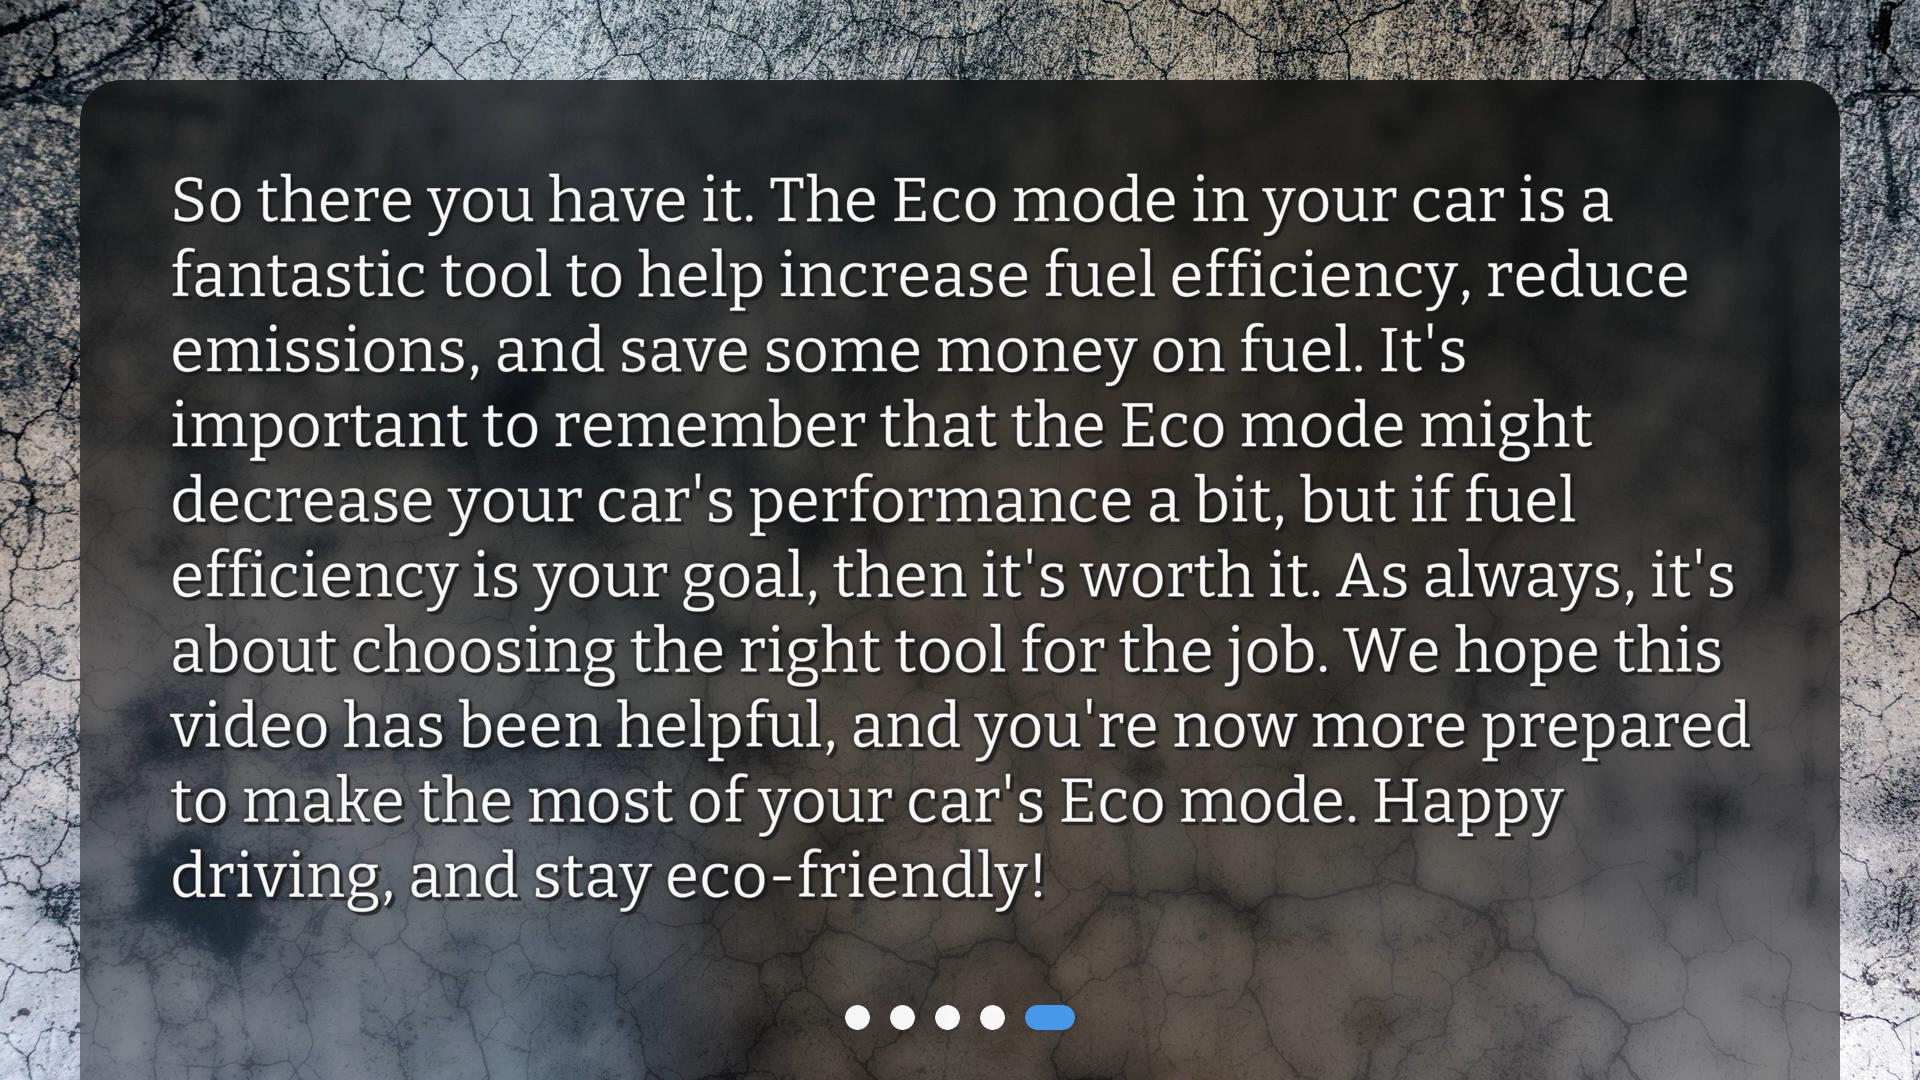 So there you have it. The Eco mode in your car is a
fantastic tool to help increase fuel efficiency, reduce
emissions, and save some money on fuel. It's
important to remember that the Eco mode might
decrease your car's performance a bit, but if fuel
efficiency is your goal, then it's worth it. As always, it's
about choosing the right tool for the job. We hope this
video has been helpful, and you're now more prepared
to make the most of your car's Eco mode. Happy
driving, and stay eco-friendly!